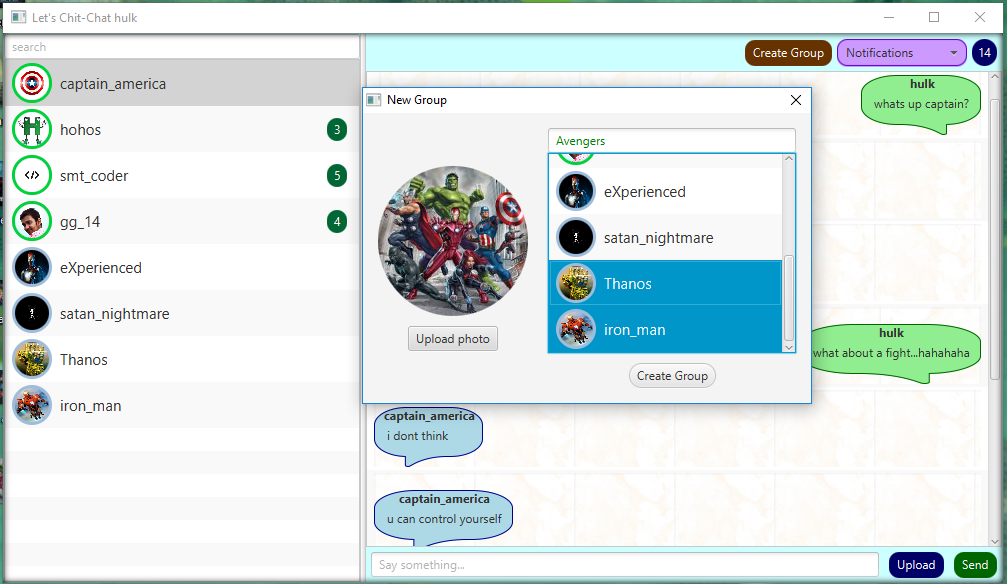 Let's Chit-Chat hulk
search
captain_america
hohos
3
</> smt_coder
5
gg_14
4
eXperienced
satan_nightmare
Thanos
iron_man
Create Group
Notifications
14
hulk
whats up captain?
New Group
Avengers
eXperienced
satan_nightmare
Thanos
iron_man
Upload photo
Create Group
hulk
what about a fight...hahahaha
captain_america
i dont think
captain_america
u can control yourself
Say something...
Upload
Send